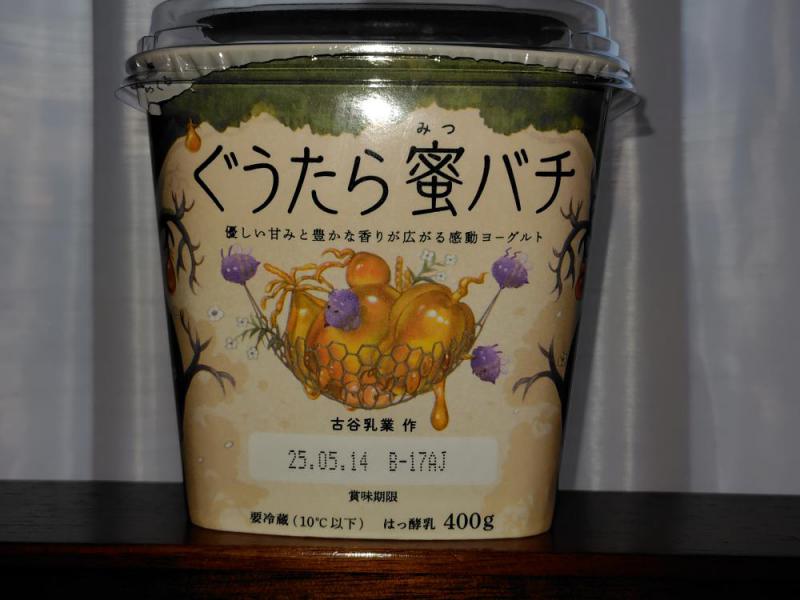 みつ
ぐうたら蜜バチ
優しい甘みと豊かな香りが広がる感動ヨーグルト
古谷乳業 作
25.05.14 B-17AJ
賞味期限
要冷蔵(10℃以下) はっ酵乳 400g